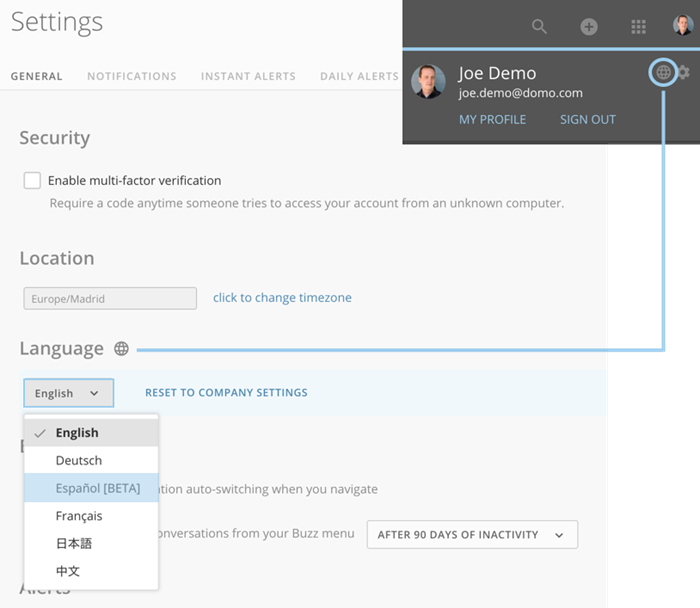 Settings
GENERAL NOTIFICATIONS INSTANT ALERTS DAILY ALERTS
Joe Demo
joe.demo@domo.com
MY PROFILE SIGN OUT
Security
Enable multi-factor verification
Require a code anytime someone tries to access your account from an unknown computer.
Location
Europe/Madrid click to change timezone
Language
English RESET TO COMPANY SETTINGS
English
Deutsch
Español [BETA] auto-switching when you navigate
Français
onversations from your Buzz menu AFTER 90 DAYS OF INACTIVITY
日本語
中文
Alerts